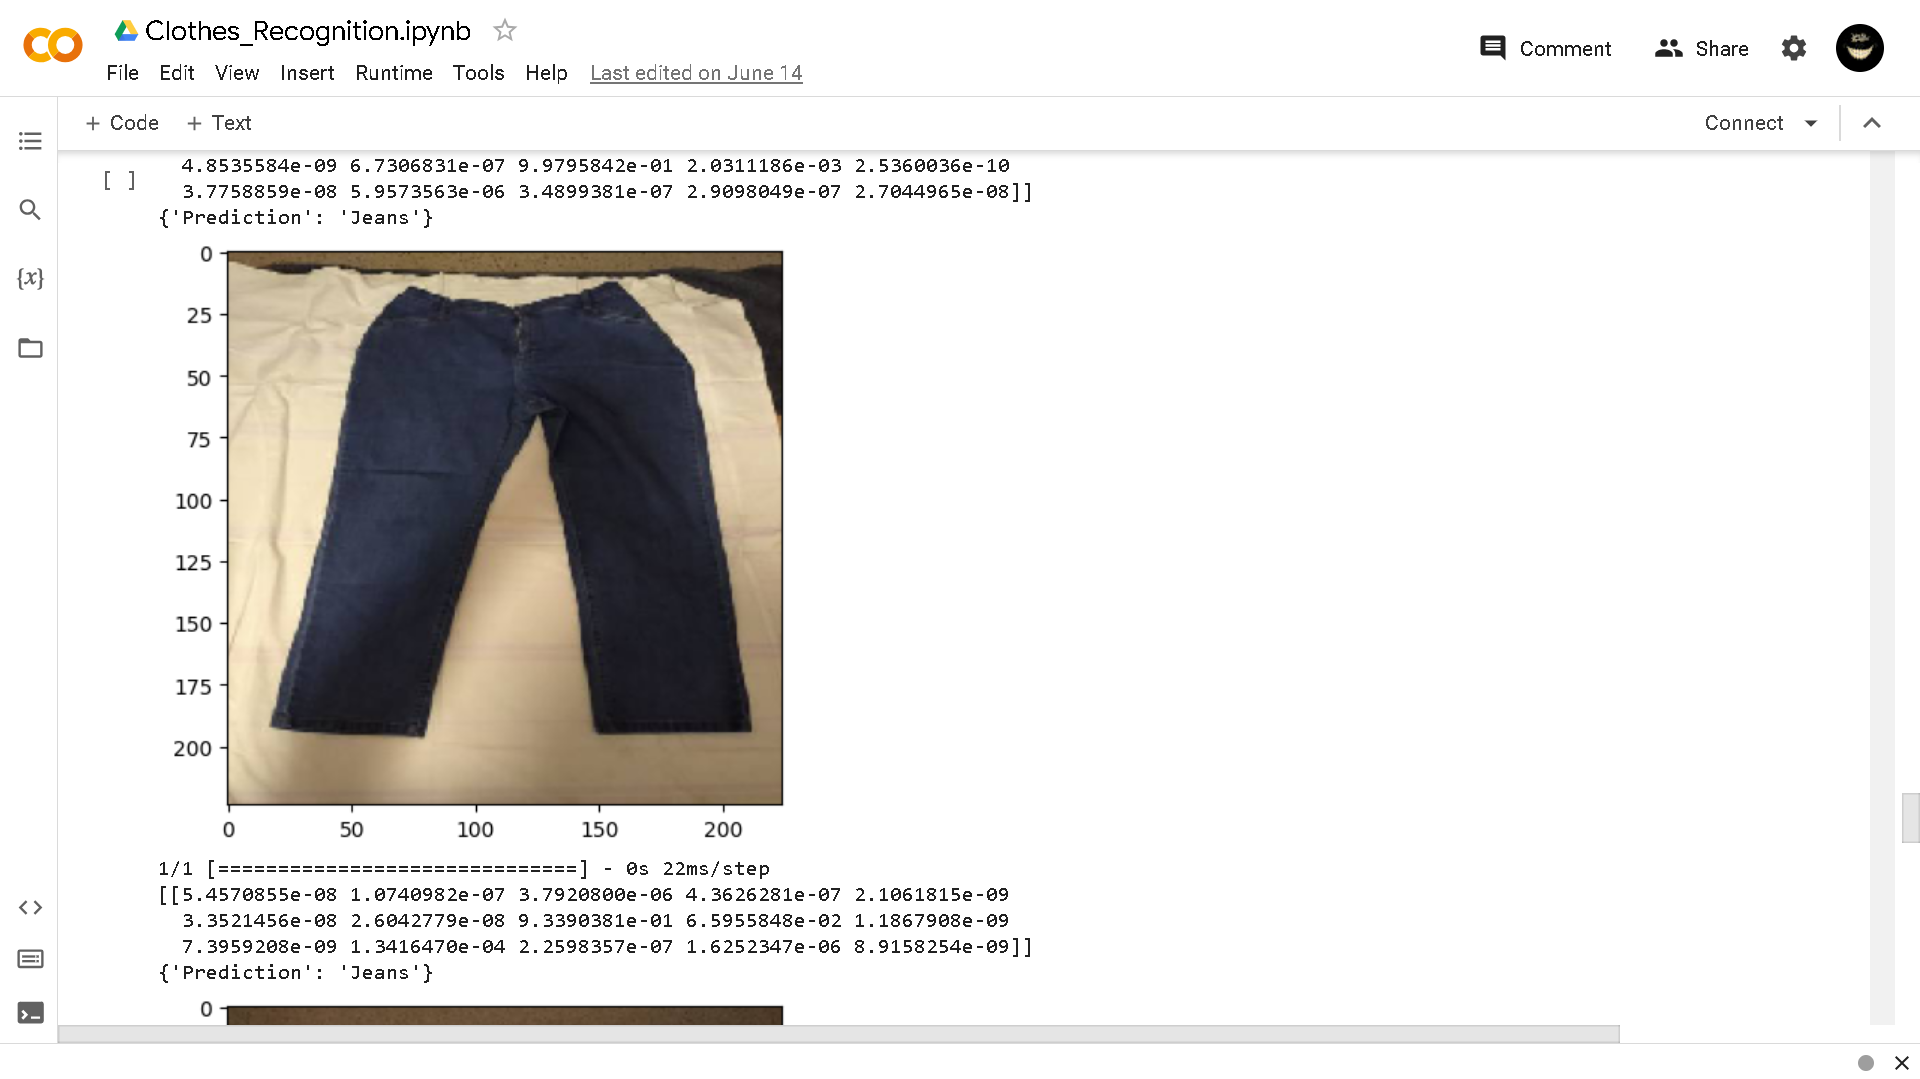 Clothes_Recognition.ipynb
Comment
Share
File Edit View Insert Runtime Tools Help Last edited on June 14
+ Code + Text
Connect
[ ]
4.8535584e-09 6.7306831e-07 9.9795842e-01 2.0311186e-03 2.5360036e-10
3.7758859e-08 5.9573563e-06 3.4899381e-07 2.9098049e-07 2.7044965e-08]]
{'Prediction': 'Jeans'}
{x}
0
25
50
75
100
125
150
175
200
0 50 100 150 200
1/1 [==============================] - 0s 22ms/step
[[5.4570855e-08 1.0740982e-07 3.7920800e-06 4.3626281e-07 2.1061815e-09
3.3521456e-08 2.6042779e-08 9.3390381e-01 6.5955848e-02 1.1867908e-09
7.3959208e-09 1.3416470e-04 2.2598357e-07 1.6252347e-06 8.9158254e-09]]
{'Prediction': 'Jeans'}
0